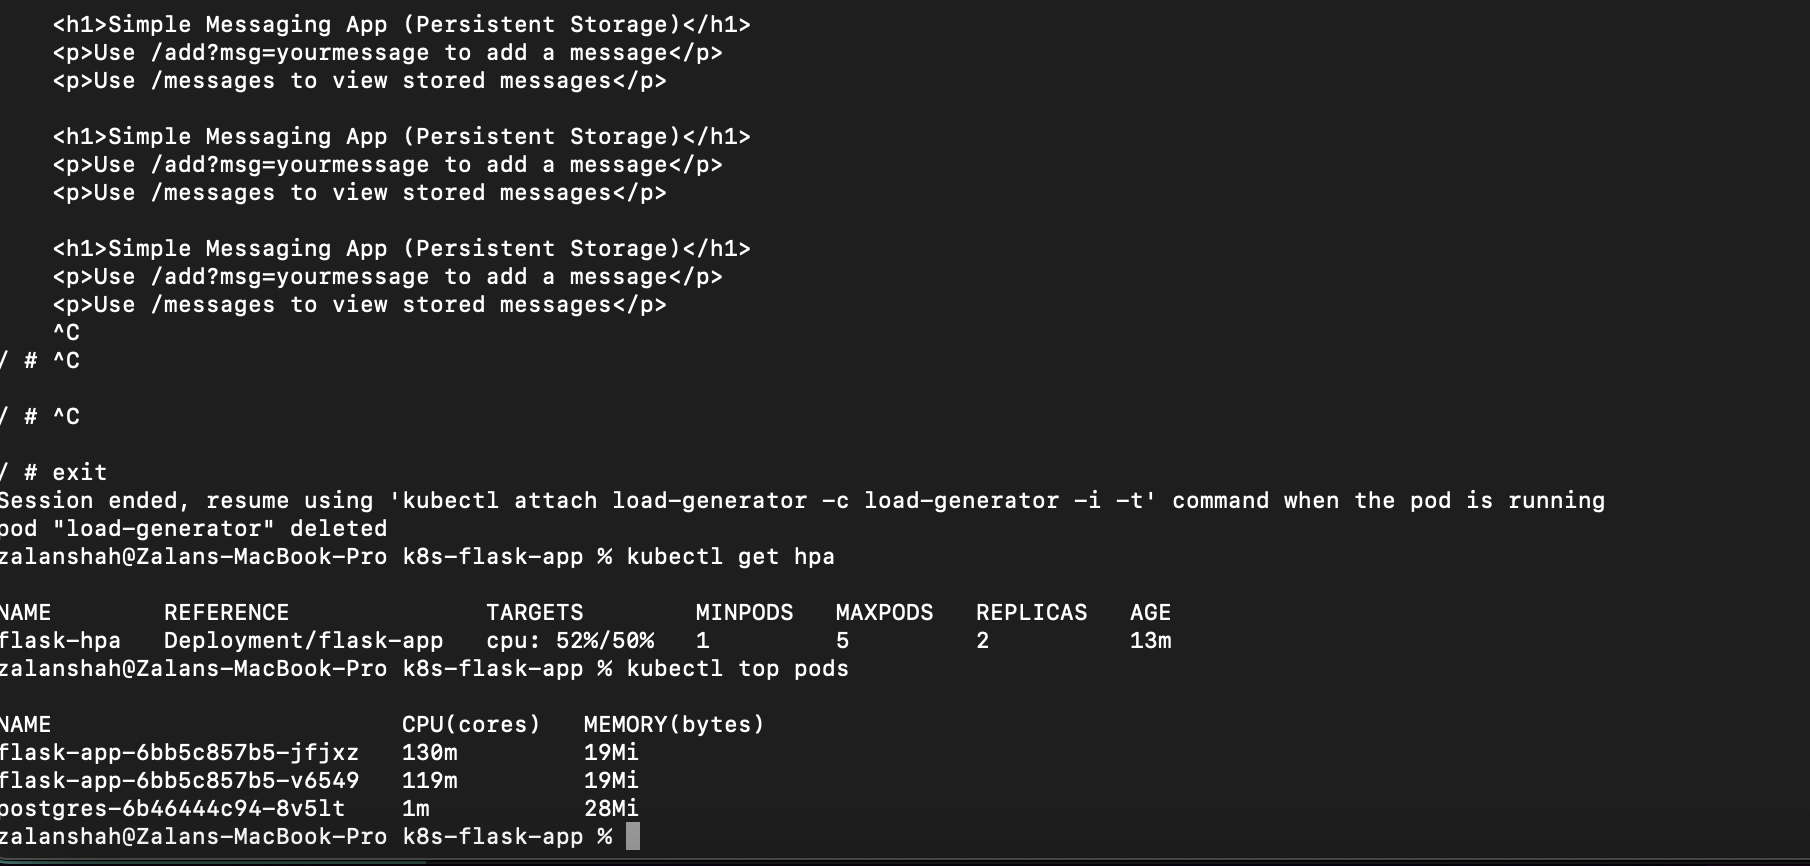 <h1>Simple Messaging App (Persistent Storage)</h1>
<p>Use /add?msg=yourmessage to add a message</p>
<p>Use /messages to view stored messages</p>
<h1>Simple Messaging App (Persistent Storage)</h1>
<p>Use /add?msg=yourmessage to add a message</p>
<p>Use /messages to view stored messages</p>
<h1>Simple Messaging App (Persistent Storage)</h1>
<p>Use /add?msg=yourmessage to add a message</p>
<p>Use /messages to view stored messages</p>
^C
/ # ^C
/ # ^C
/ # exit
Session ended, resume using 'kubectl attach load-generator -c load-generator -i -t' command when the pod is running
pod "load-generator" deleted
zalanshah@Zalans-MacBook-Pro k8s-flask-app % kubectl get hpa
NAME REFERENCE TARGETS MINPODS MAXPODS REPLICAS AGE
flask-hpa Deployment/flask-app cpu: 52%/50% 1 5 2 13m
zalanshah@Zalans-MacBook-Pro k8s-flask-app % kubectl top pods
NAME CPU(cores) MEMORY(bytes)
flask-app-6bb5c857b5-jfjxz 130m 19Mi
flask-app-6bb5c857b5-v6549 119m 19Mi
postgres-6b46444c94-8v5lt 1m 28Mi
zalanshah@Zalans-MacBook-Pro k8s-flask-app %